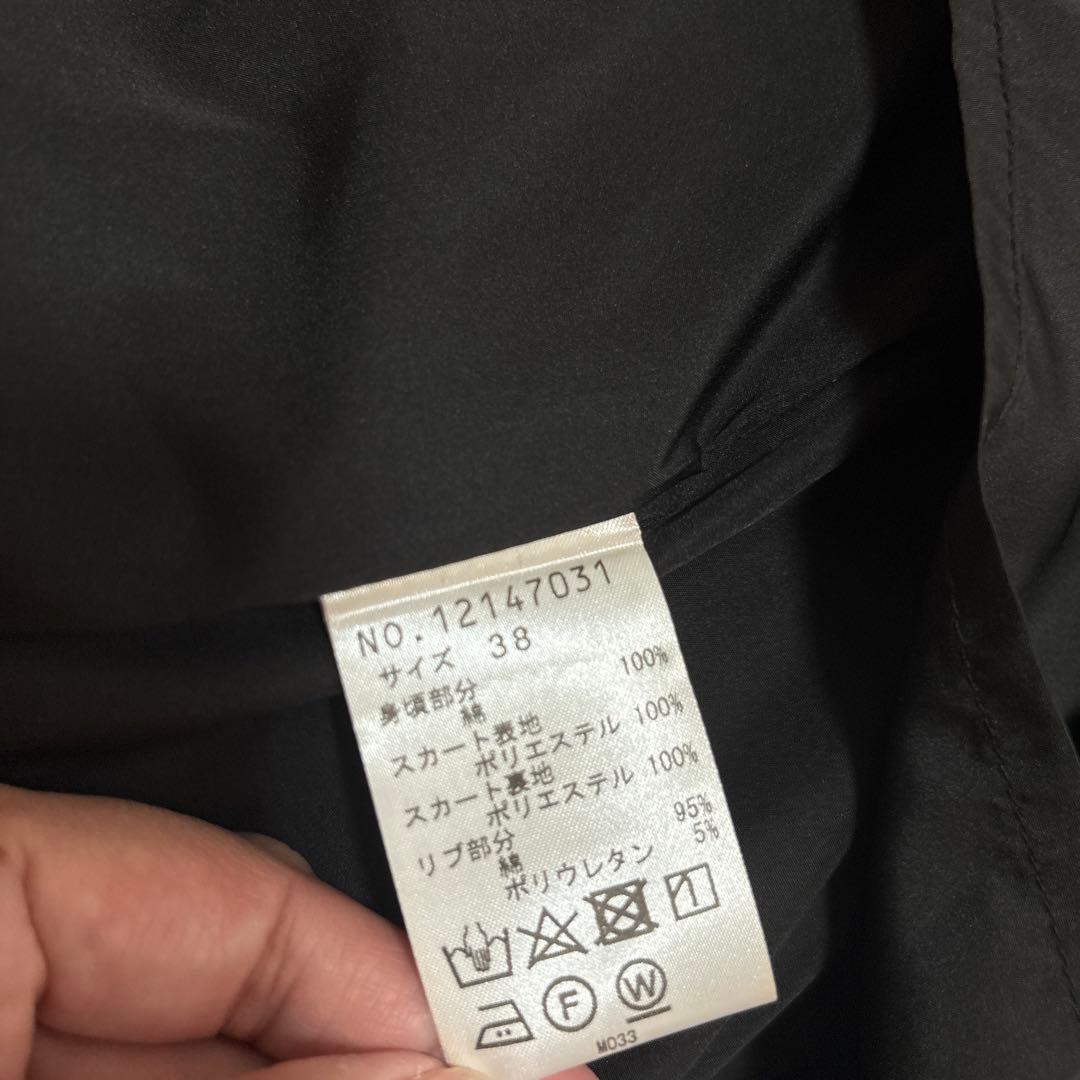 NO.12147031
サイズ 38
身頃部分
綿 100%
スカート表地
ポリエステル 100%
スカート裏地
ポリエステル 100%
リブ部分
綿 95%
ポリウレタン 5%
F W
M033